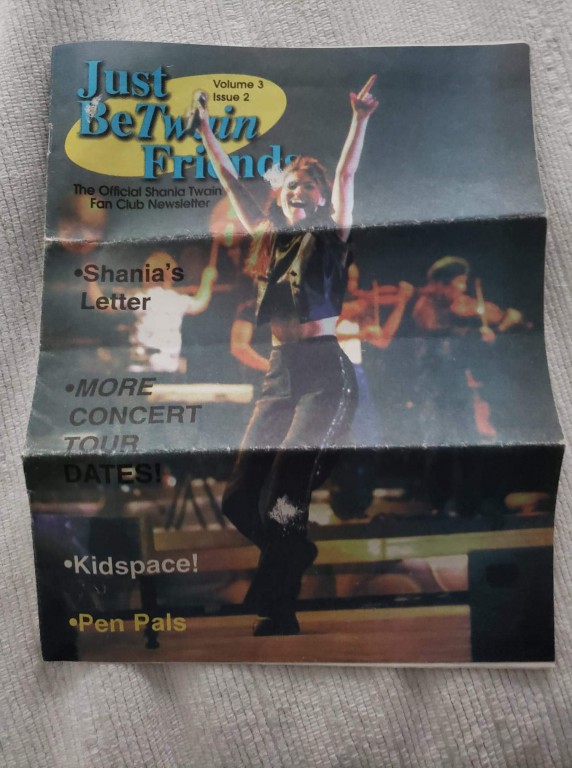 Just
BeTwain
Friends
Volume 3
Issue 2
The Official Shania Twain
Fan Club Newsletter
•Shania's
Letter
•MORE
CONCERT
TOUR
DATES!
•Kidspace!
•Pen Pals